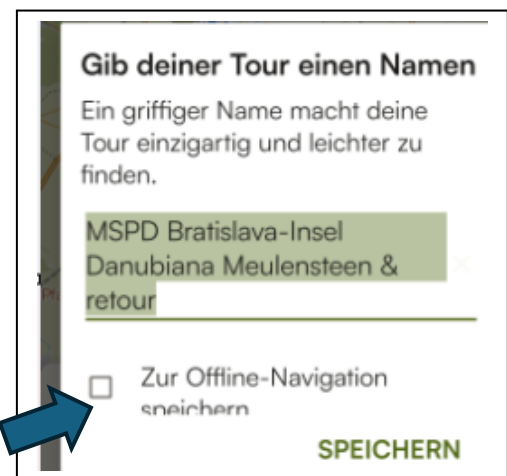 Gib deiner Tour einen Namen
Ein griffiger Name macht deine
Tour einzigartig und leichter zu
finden.
MSPD Bratislava-Insel
Danubiana Meulensteen &
retour
Zur Offline-Navigation
speichern
SPEICHERN